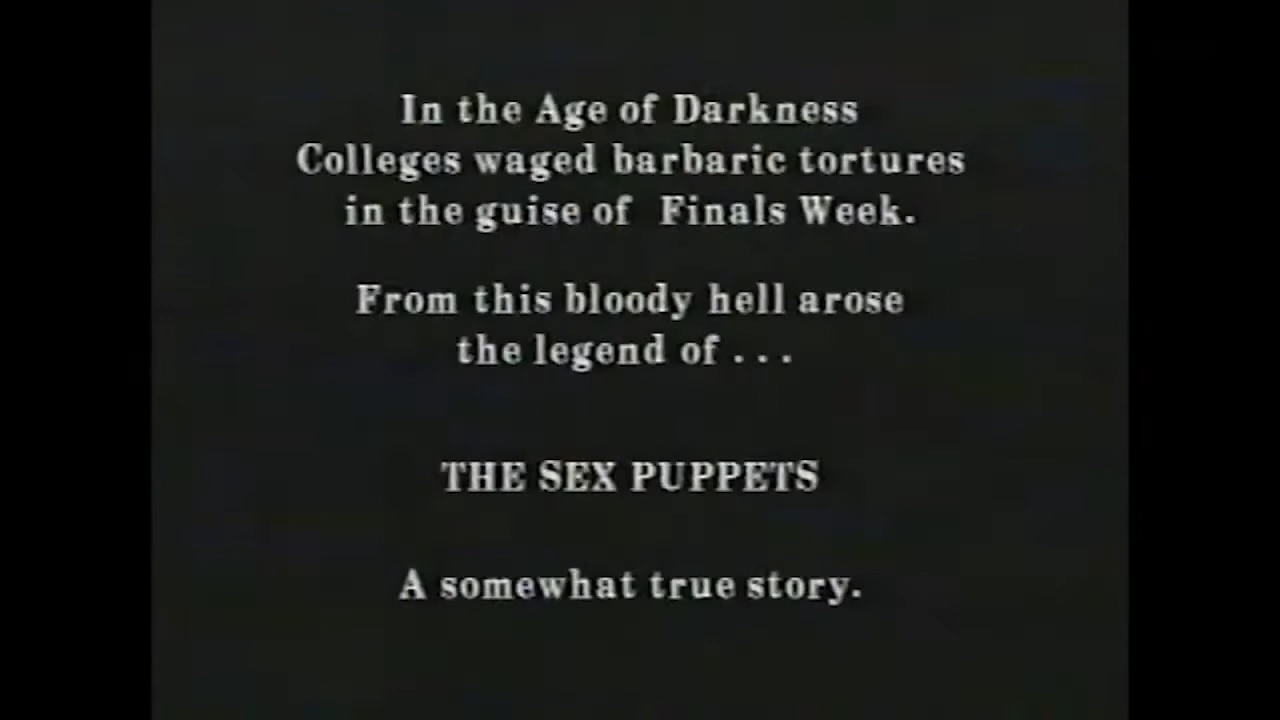 In the Age of Darkness
Colleges waged barbaric tortures
in the guise of  Finals Week.
From this bloody hell arose
the legend of . . .
THE SEX PUPPETS
A somewhat true story.